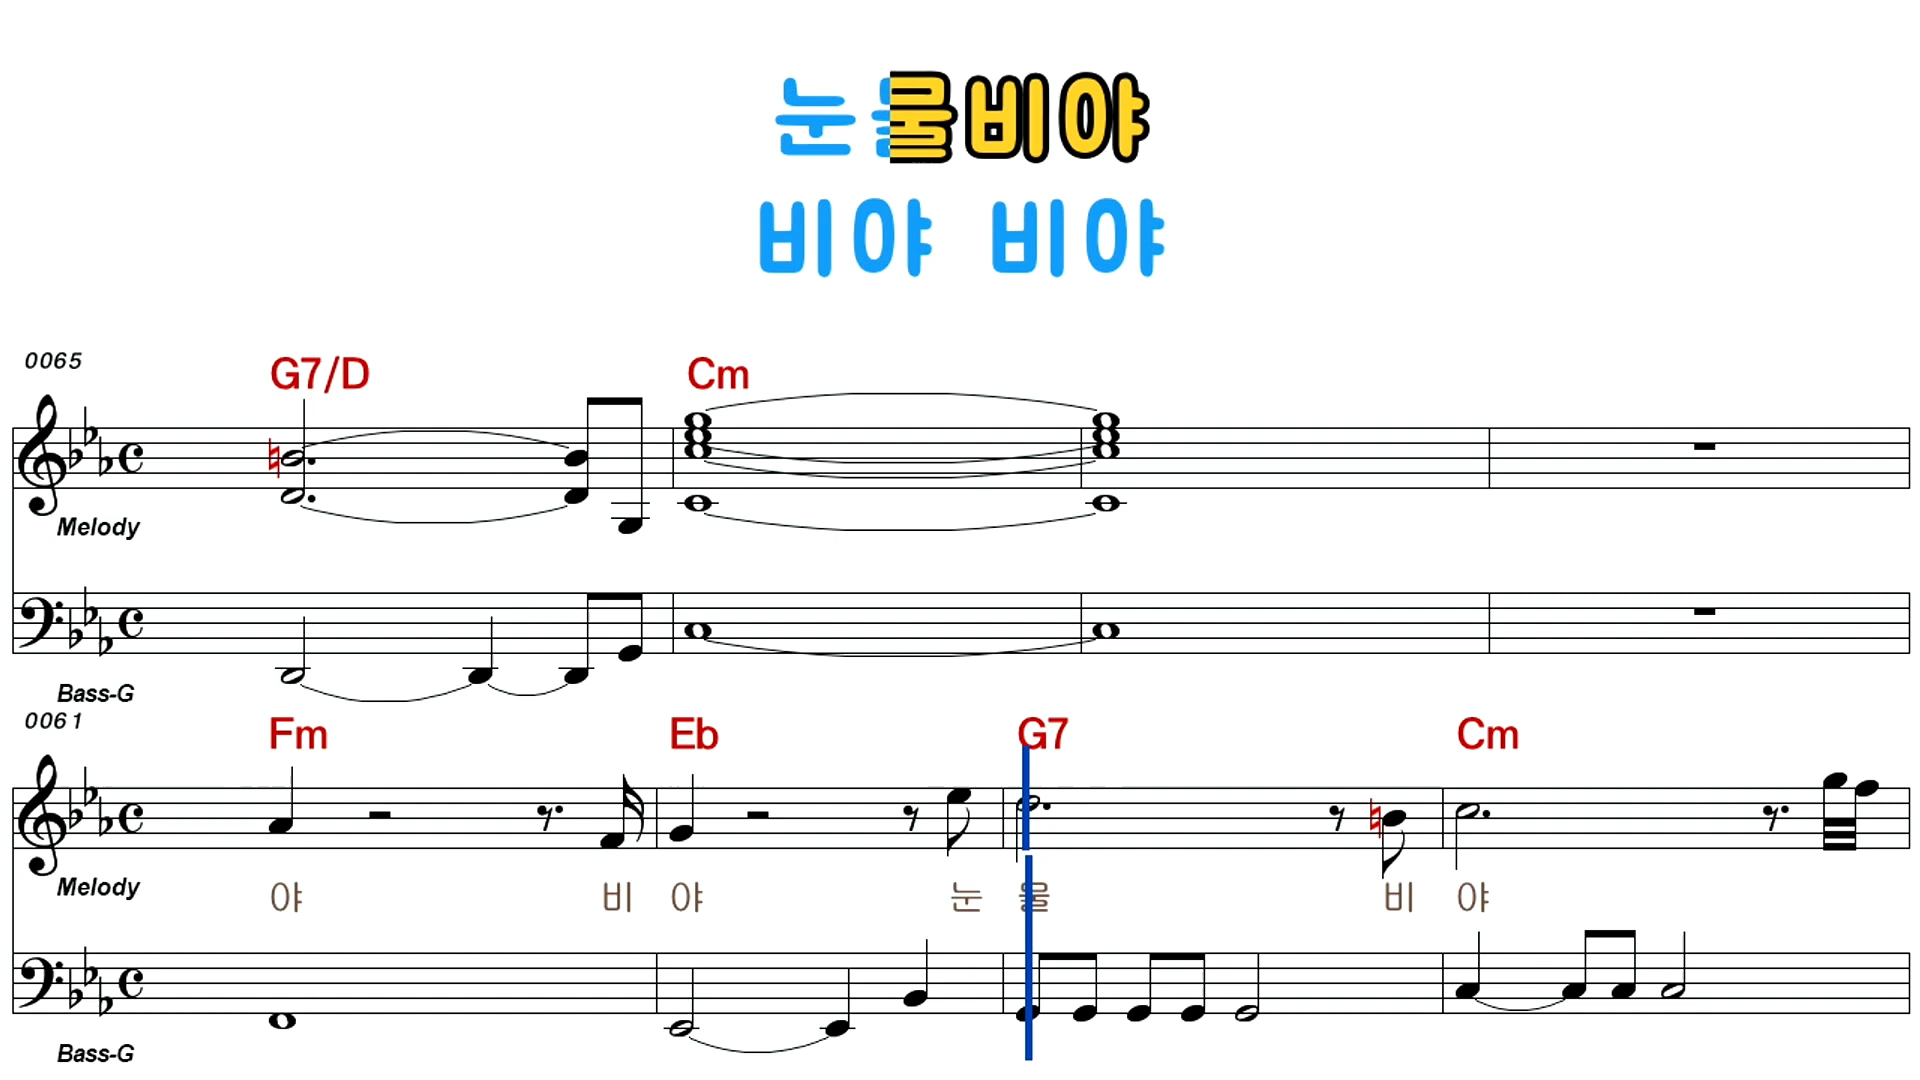 눈물비야
비야 비야
0065
G7/D Cm
Melody
Bass-G
0061
Fm Eb G7 Cm
Melody
야 비 야 눈 물 비 야
Bass-G